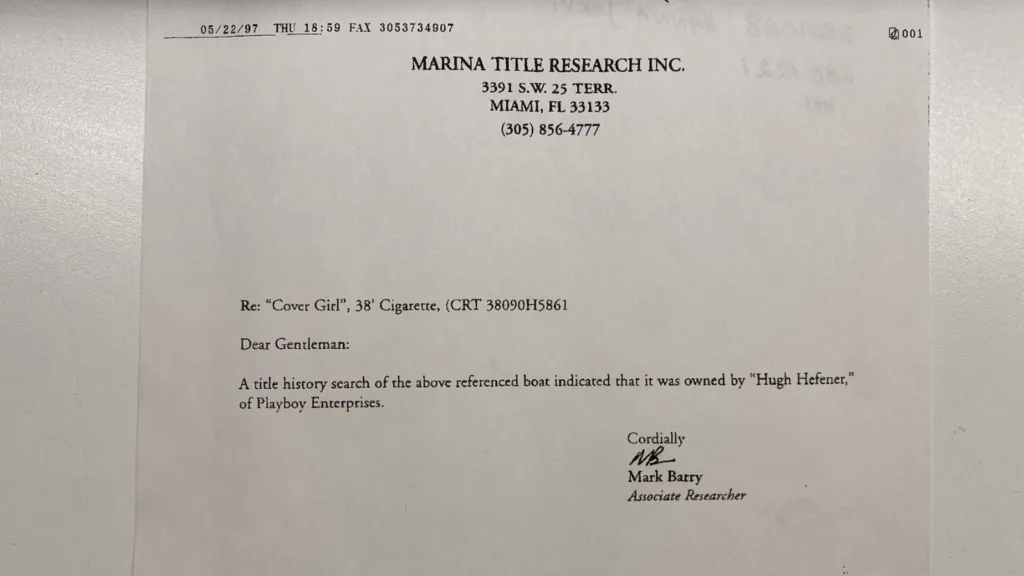 05/22/97 THU 18:59 FAX 3053734907 001
MARINA TITLE RESEARCH INC.
3391 S.W. 25 TERR.
MIAMI, FL 33133
(305) 856-4777
Re: “Cover Girl”, 38’ Cigarette, (CRT 38090H5861
Dear Gentleman:
A title history search of the above referenced boat indicated that it was owned by “Hugh Hefener,”
of Playboy Enterprises.
Cordially
MB
Mark Barry
Associate Researcher